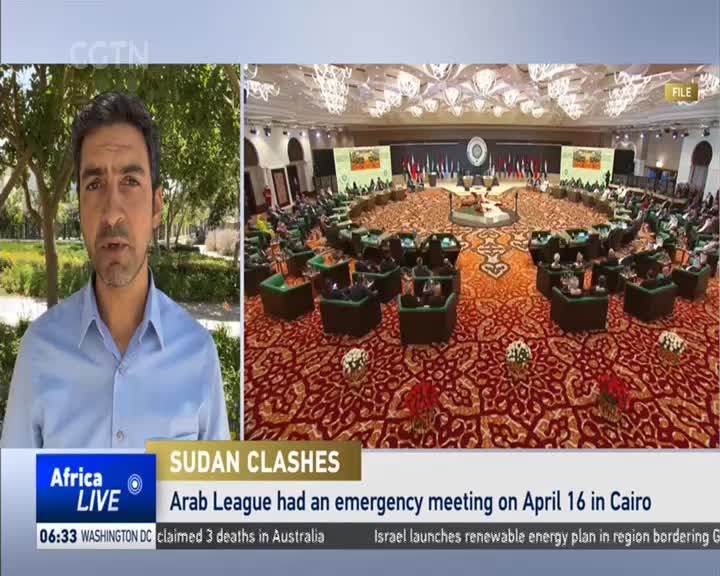 CGTN
FILE
SUDAN CLASHES
Africa
LIVE
Arab League had an emergency meeting on April 16 in Cairo
06:33 WASHINGTON DC claimed 3 deaths in Australia Israel launches renewable energy plan in region bordering G